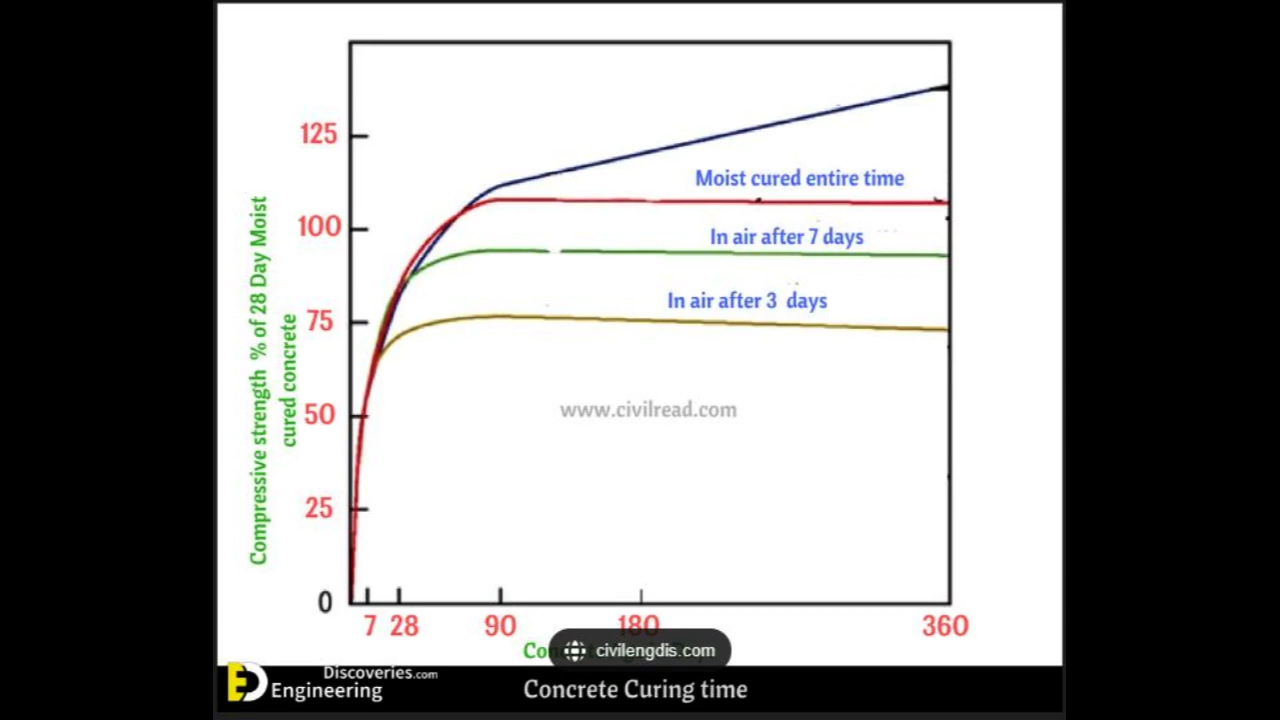 125
Moist cured entire time
100
In air after 7 days
In air after 3 days
75
Compressive strength % of 28 Day Moist
cured concrete
www.civilread.com
50
25
0
7 28 90 180 360
civilengdis.com
Discoveries.com
Engineering
Concrete Curing time